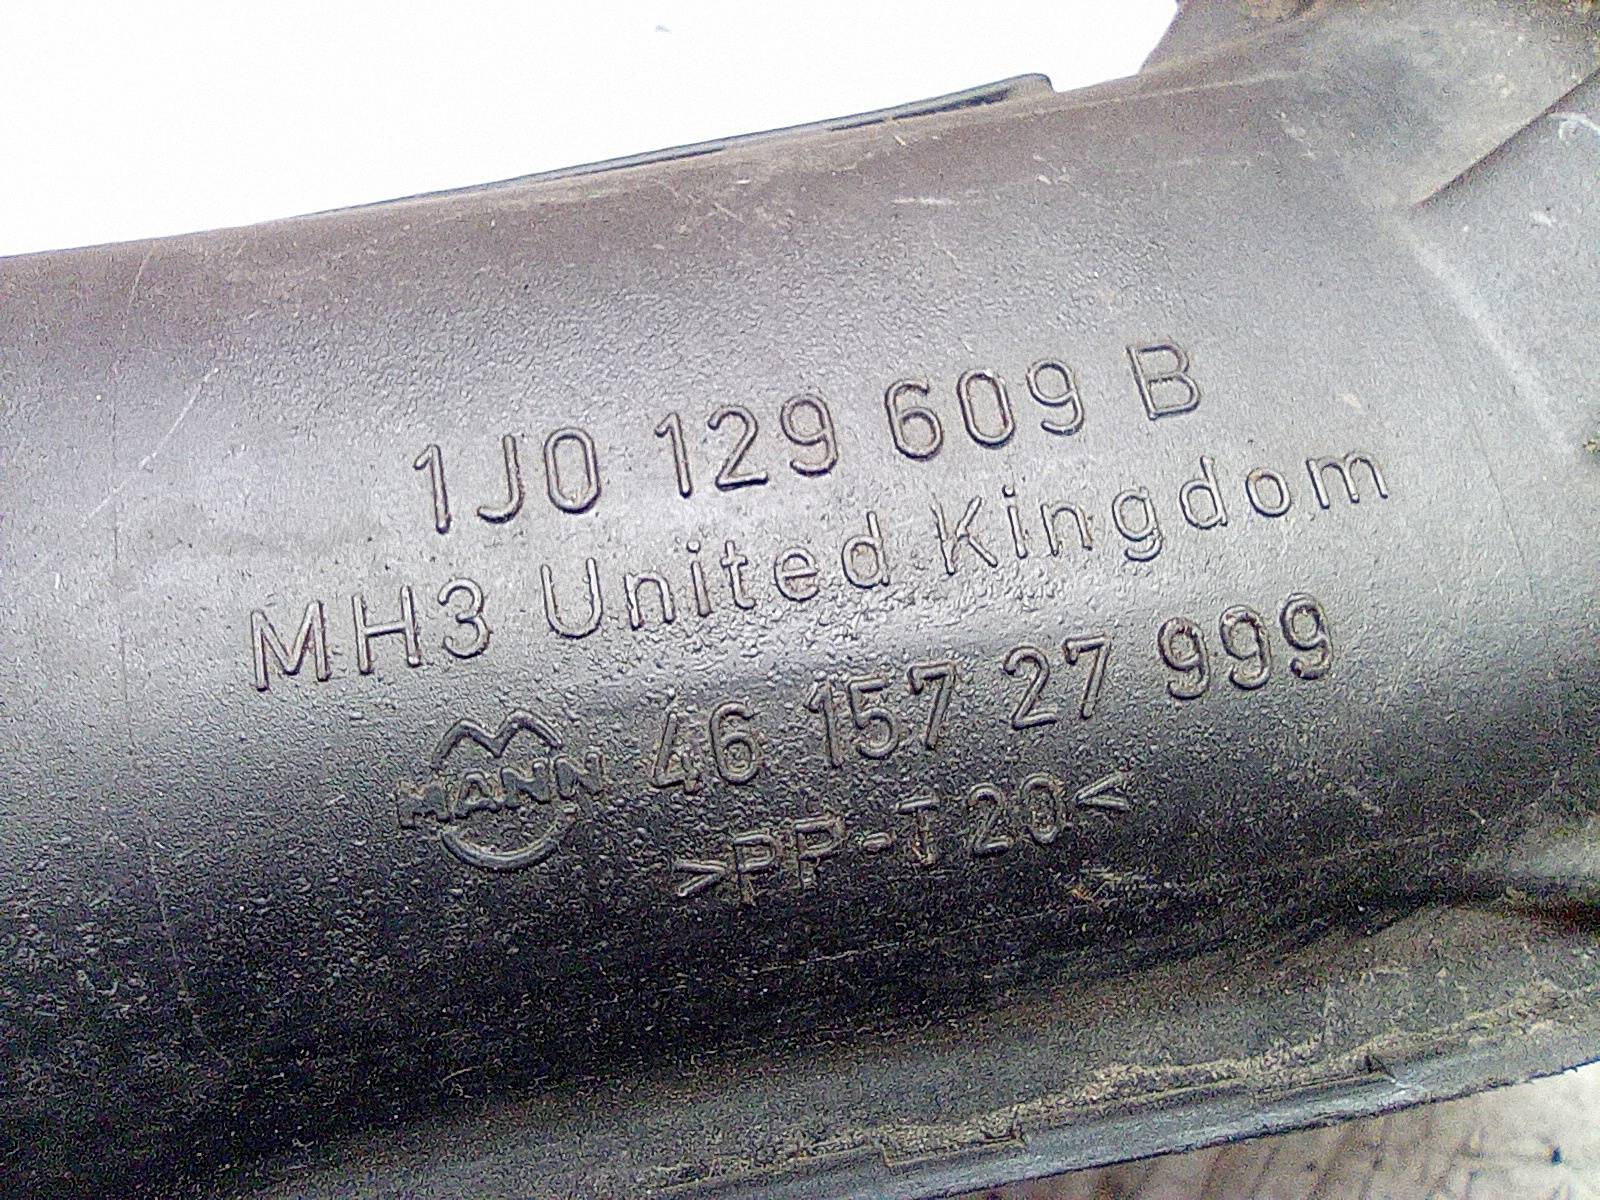 1J0 129 609 B
MH3 United Kingdom
MANN 46 157 27 999
>PP-T20<